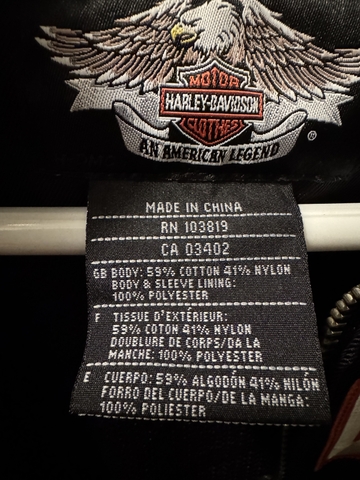 MOTOR
HARLEY-DAVIDSON
CLOTHES
AN AMERICAN LEGEND
®
MADE IN CHINA
RN 103819
CA 03402
GB BODY: 59% COTTON 41% NYLON
BODY & SLEEVE LINING:
100% POLYESTER
F TISSUE D'EXTÉRIEUR:
59% COTON 41% NYLON
DOUBLURE DE CORPS/DA LA
MANCHE: 100% POLYESTER
E CUERPO: 59% ALGODÓN 41% NILÓN
FORRO DEL CUERPO/DE LA MANGA:
100% POLIESTER